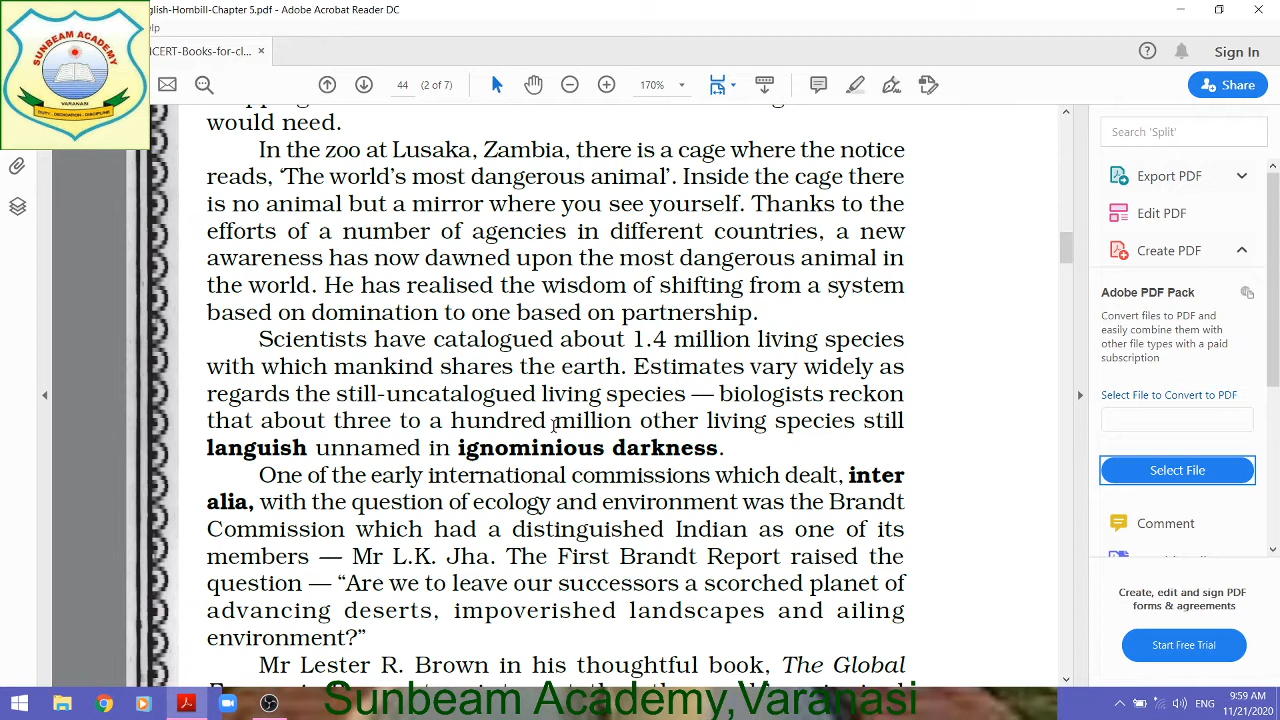 glish-Hornbill-Chapter 5.pdf - Adobe Acrobat Reader DC
lp
ICERT-Books-for-cl...
Sign In
44 (2 of 7)
170%
Share
SUNBEAM ACADEMY
VARANASI
DUTY · DEDICATION · DISCIPLINE
would need.
In the zoo at Lusaka, Zambia, there is a cage where the notice
reads, ‘The world’s most dangerous animal’. Inside the cage there
is no animal but a mirror where you see yourself. Thanks to the
efforts of a number of agencies in different countries, a new
awareness has now dawned upon the most dangerous animal in
the world. He has realised the wisdom of shifting from a system
based on domination to one based on partnership.
Scientists have catalogued about 1.4 million living species
with which mankind shares the earth. Estimates vary widely as
regards the still-uncatalogued living species — biologists reckon
that about three to a hundred million other living species still
languish unnamed in ignominious darkness.
One of the early international commissions which dealt, inter
alia, with the question of ecology and environment was the Brandt
Commission which had a distinguished Indian as one of its
members — Mr L.K. Jha. The First Brandt Report raised the
question — “Are we to leave our successors a scorched planet of
advancing deserts, impoverished landscapes and ailing
environment?”
Mr Lester R. Brown in his thoughtful book, The Global
Search 'Split'
Export PDF
Edit PDF
Create PDF
Adobe PDF Pack
Convert files to PDF and
easily combine them with
other file types with a paid
subscription
Select File to Convert to PDF
Select File
Comment
Create, edit and sign PDF
forms & agreements
Start Free Trial
Sunbeam Academy,Varanasi
ENG
9:59 AM
11/21/2020